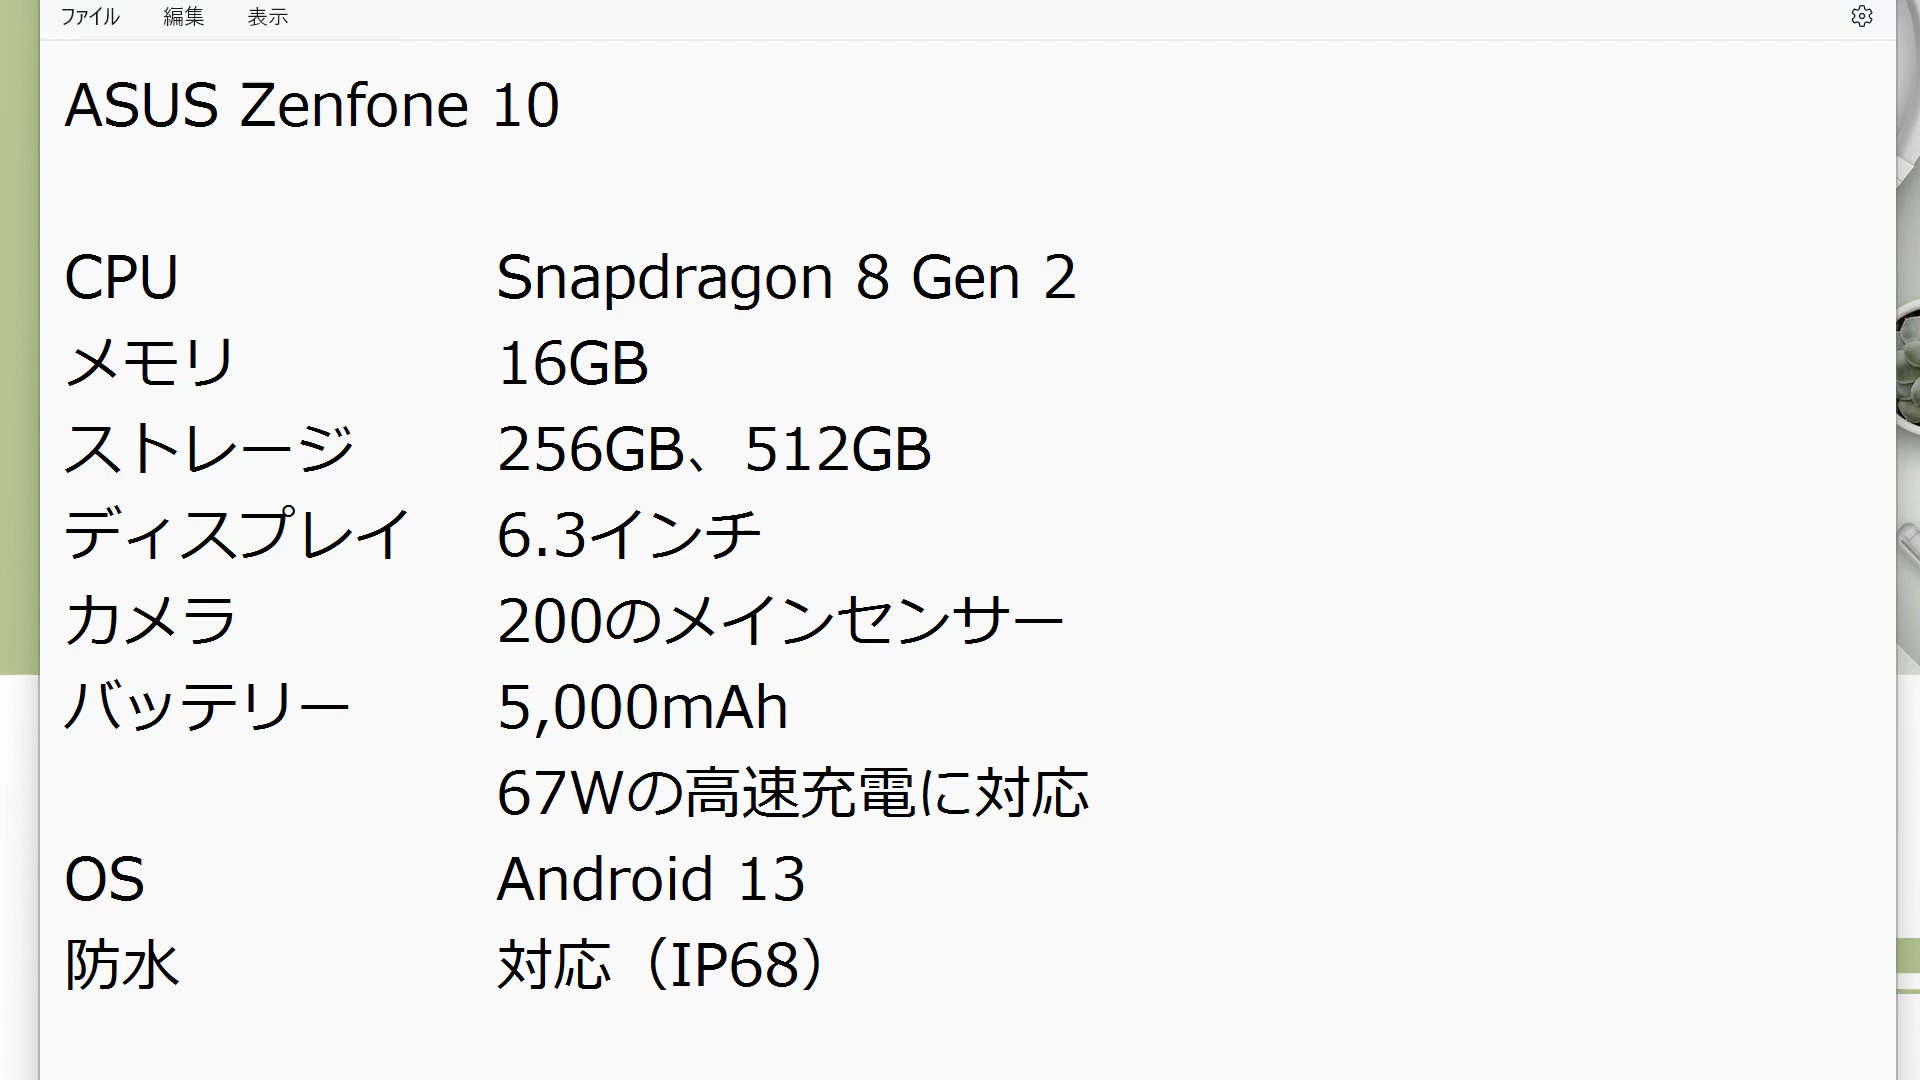 ファイル 編集 表示
ASUS Zenfone 10
CPU Snapdragon 8 Gen 2
メモリ 16GB
ストレージ 256GB、512GB
ディスプレイ 6.3インチ
カメラ 200のメインセンサー
バッテリー 5,000mAh
67Wの高速充電に対応
OS Android 13
防水 対応（IP68）